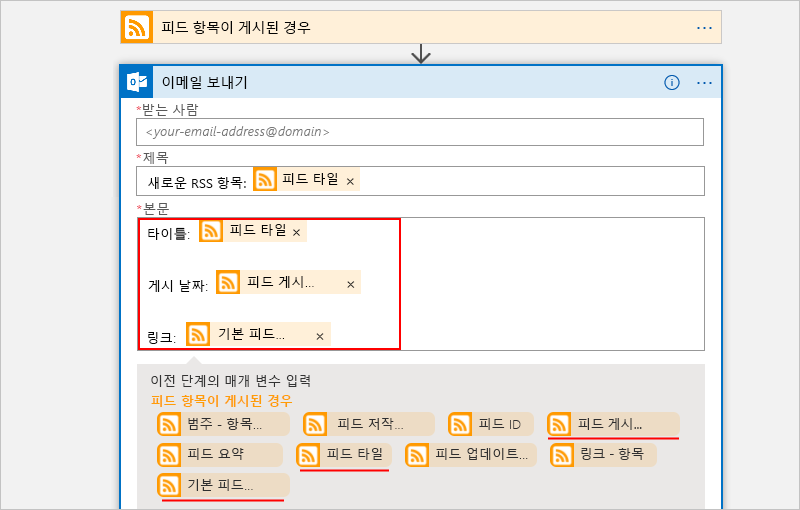 피드 항목이 게시된 경우 ...
이메일 보내기 ...
*받는 사람
<your-email-address@domain>
*제목
새로운 RSS 항목: 피드 타일 ×
*본문
타이틀: 피드 타일 ×
게시 날짜: 피드 게시... ×
링크: 기본 피드... ×
이전 단계의 매개 변수 입력
피드 항목이 게시된 경우
범주 - 항목... 피드 저작... 피드 ID 피드 게시...
피드 요약 피드 타일 피드 업데이트... 링크 - 항목
기본 피드...